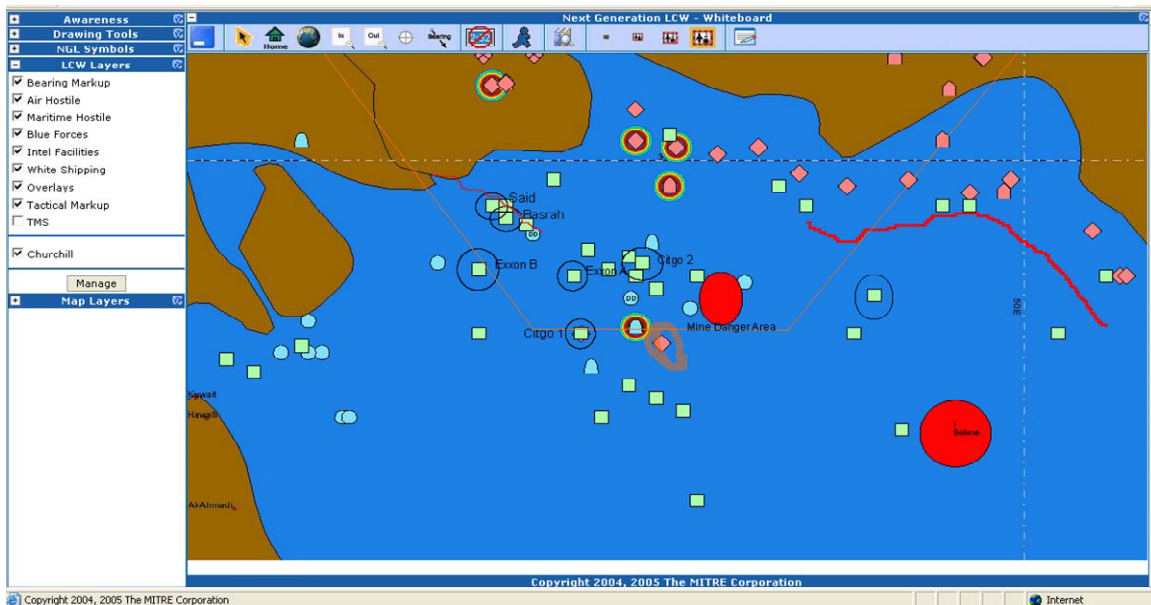 Next Generation LCW - Whiteboard
Awareness
Drawing Tools
NGL Symbols
LCW Layers
Bearing Markup
Air Hostile
Maritime Hostile
Blue Forces
Intel Facilities
White Shipping
Overlays
Tactical Markup
TMS
Churchill
Manage
Map Layers
Home
In
Out
Bearing
Said
Basrah
DD
Exxon B
Exxon A
Citgo 2
DD
Mine Danger Area
Citgo 1
50E
Kuwait
Hawalli
I
Believe
Al-Ahmadi
Copyright 2004, 2005 The MITRE Corporation
Copyright 2004, 2005 The MITRE Corporation
Internet